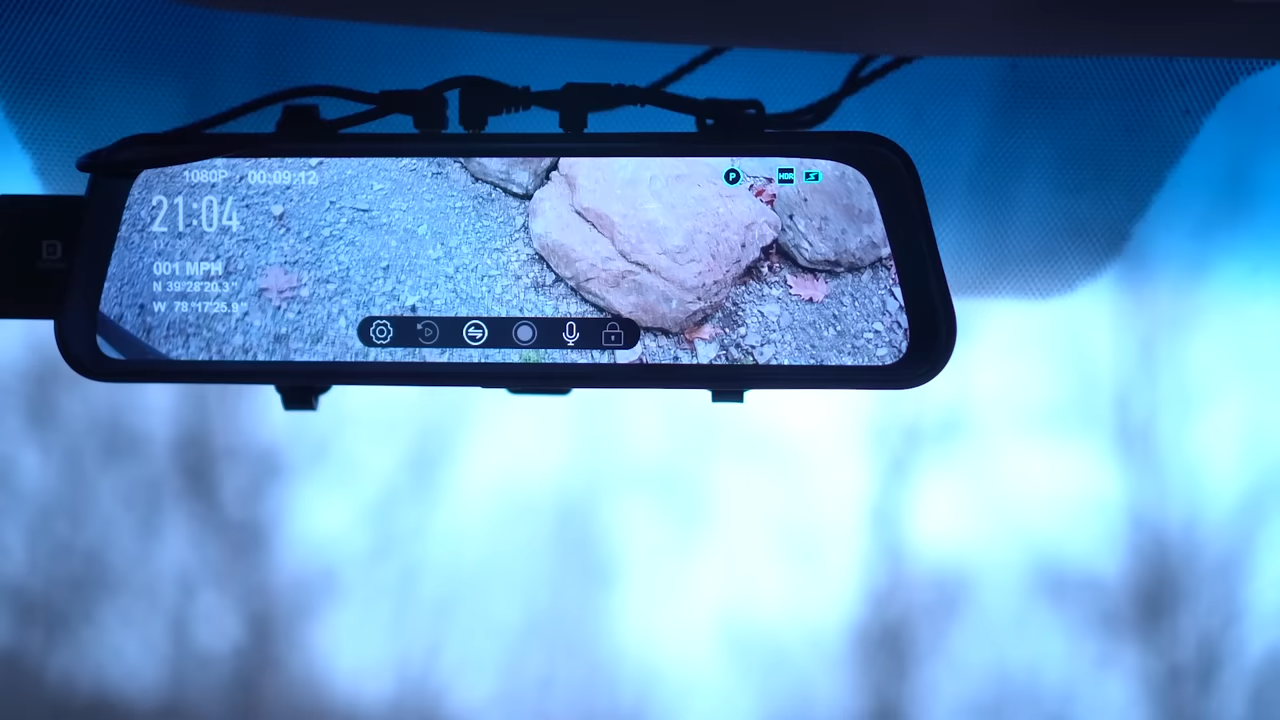 1080P 00:09:12
21:04
001 MPH
N 39°28'20.3"
W 78°17'25.9"
P
HDR
D